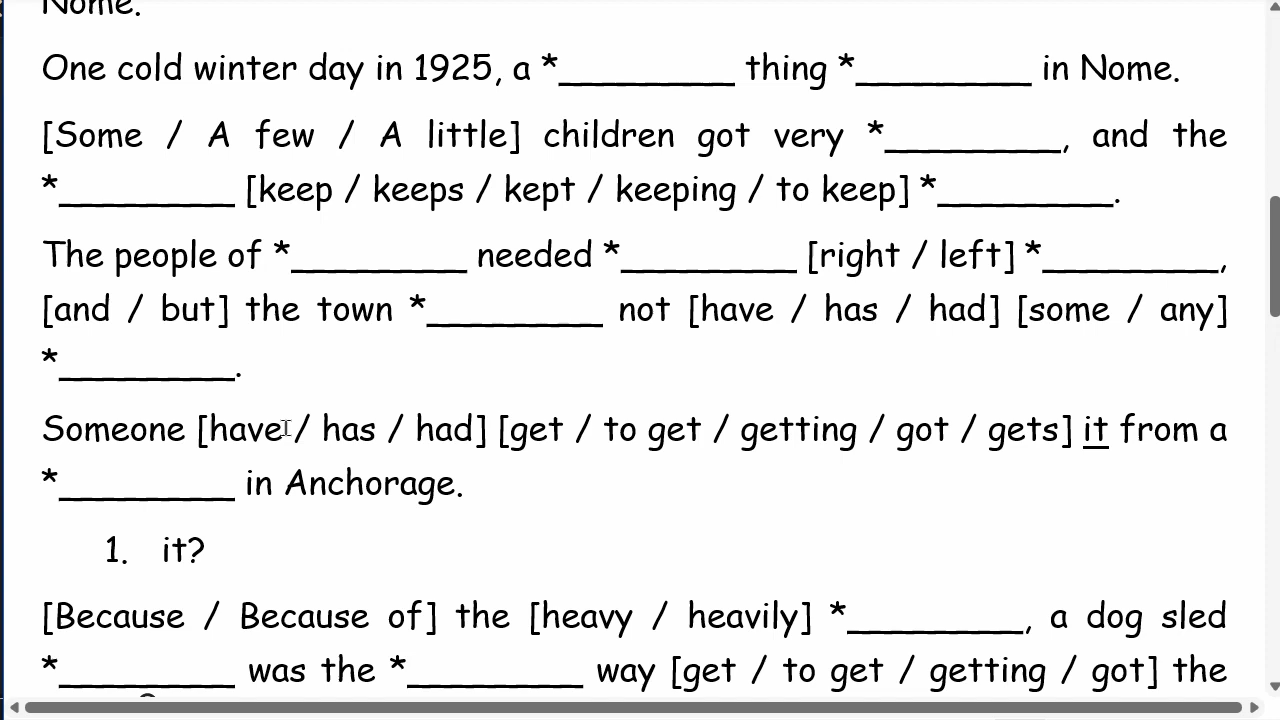 Nome.
One cold winter day in 1925, a *________ thing *________ in Nome.
[Some / A few / A little] children got very *________, and the
*________ [keep / keeps / kept / keeping / to keep] *________.
The people of *________ needed *________ [right / left] *________,
[and / but] the town *________ not [have / has / had] [some / any]
*________.
Someone [have / has / had] [get / to get / getting / got / gets] it from a
*________ in Anchorage.
1. it?
[Because / Because of] the [heavy / heavily] *________, a dog sled
*________ was the *________ way [get / to get / getting / got] the